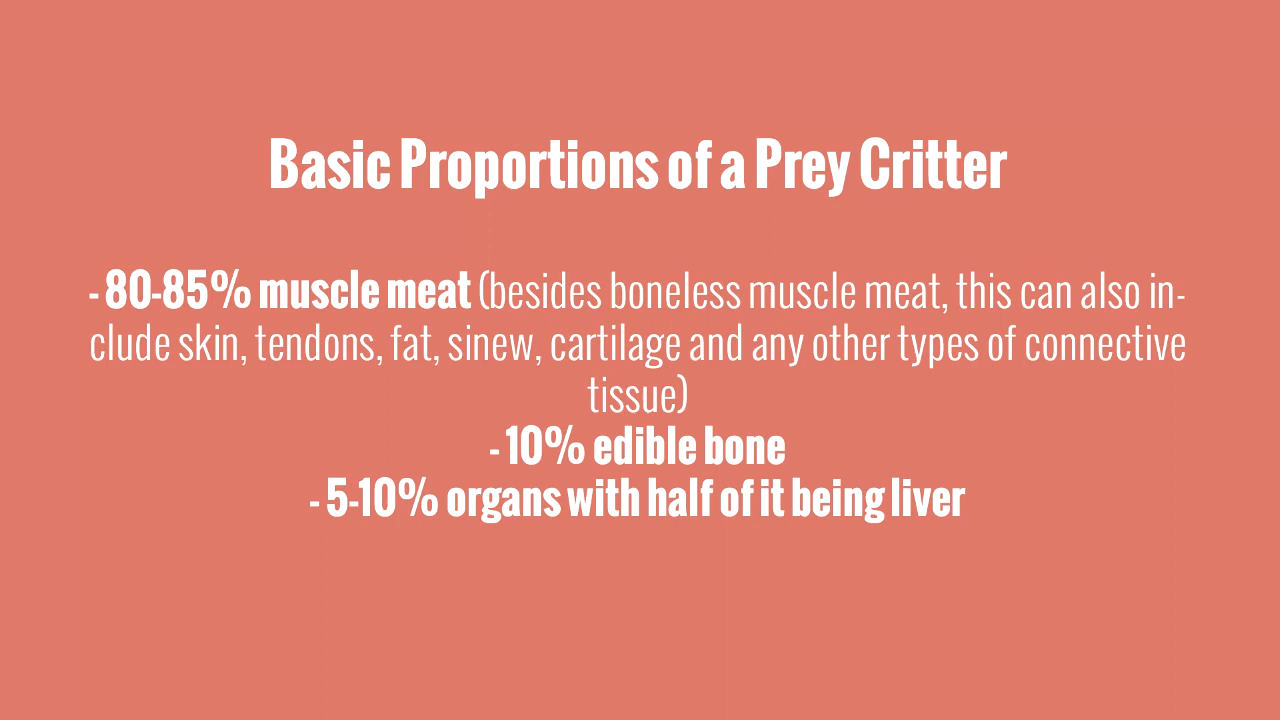 Basic Proportions of a Prey Critter
- 80-85% muscle meat (besides boneless muscle meat, this can also in-
clude skin, tendons, fat, sinew, cartilage and any other types of connective
tissue)
- 10% edible bone
- 5-10% organs with half of it being liver